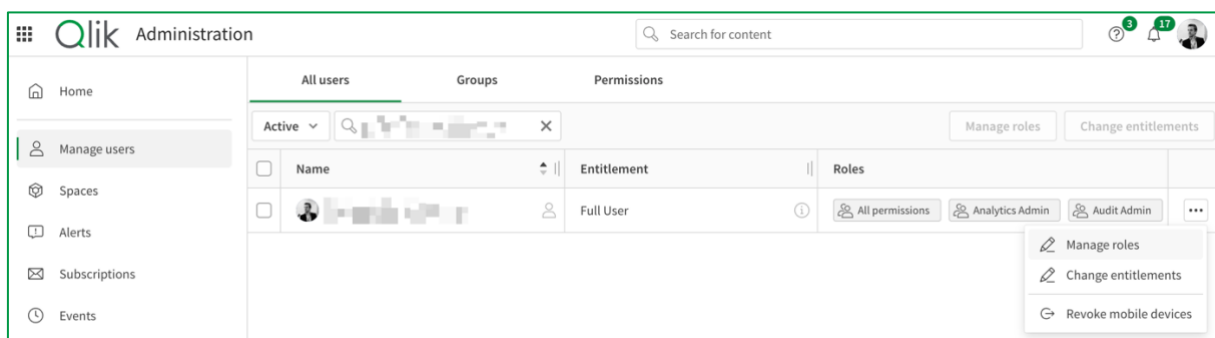 Qlik Administration
Search for content
3
17
Home
Manage users
Spaces
Alerts
Subscriptions
Events
All users Groups Permissions
Active Manage roles Change entitlements
Name Entitlement Roles
Full User All permissions Analytics Admin Audit Admin
Manage roles
Change entitlements
Revoke mobile devices